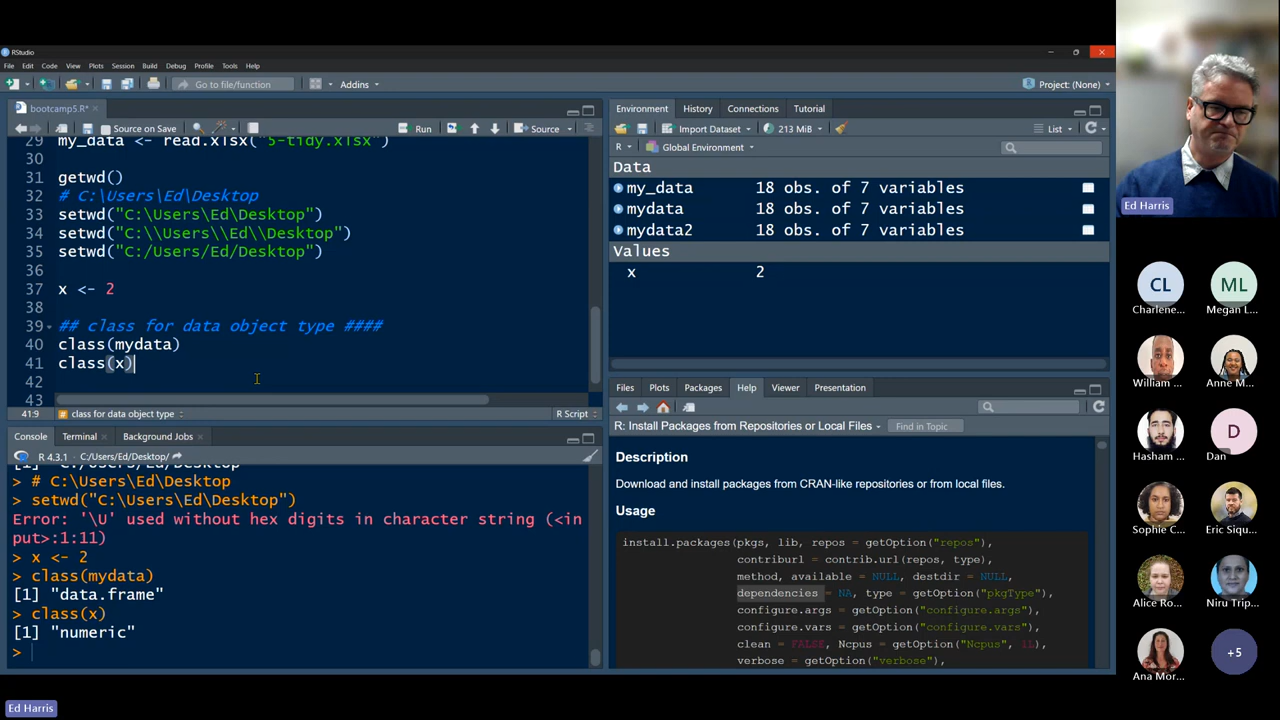 RStudio
File Edit Code View Plots Session Build Debug Profile Tools Help
Go to file/function Addins Project: (None)
bootcamp5.R*
Source on Save Run Source
29 my_data <- read.xlsx("5-tidy.xlsx")
30
31 getwd()
32 # C:\Users\Ed\Desktop
33 setwd("C:\Users\Ed\Desktop")
34 setwd("C:\\Users\\Ed\\Desktop")
35 setwd("C:/Users/Ed/Desktop")
36
37 x <- 2
38
39 ## class for data object type ####
40 class(mydata)
41 class(x)
42
43
41:9 class for data object type R Script
Console Terminal Background Jobs
R 4.3.1 · C:/Users/Ed/Desktop/
[1] "C:/Users/Ed/Desktop"
> # C:\Users\Ed\Desktop
> setwd("C:\Users\Ed\Desktop")
Error: '\U' used without hex digits in character string (<in
put>:1:11)
> x <- 2
> class(mydata)
[1] "data.frame"
> class(x)
[1] "numeric"
>
Environment History Connections Tutorial
Import Dataset 213 MiB List
R Global Environment
Data
my_data 18 obs. of 7 variables
mydata 18 obs. of 7 variables
mydata2 18 obs. of 7 variables
Values
x 2
Files Plots Packages Help Viewer Presentation
R: Install Packages from Repositories or Local Files Find in Topic
Description
Download and install packages from CRAN-like repositories or from local files.
Usage
install.packages(pkgs, lib, repos = getOption("repos"),
contriburl = contrib.url(repos, type),
method, available = NULL, destdir = NULL,
dependencies = NA, type = getOption("pkgType"),
configure.args = getOption("configure.args"),
configure.vars = getOption("configure.vars"),
clean = FALSE, Ncpus = getOption("Ncpus", 1L),
verbose = getOption("verbose"),
Ed Harris
CL ML
Charlene... Megan L...
William ... Anne M...
D
Hasham ... Dan
Sophie C... Eric Siqu...
Alice Ro... Niru Trip...
+5
Ana Mor...
Ed Harris